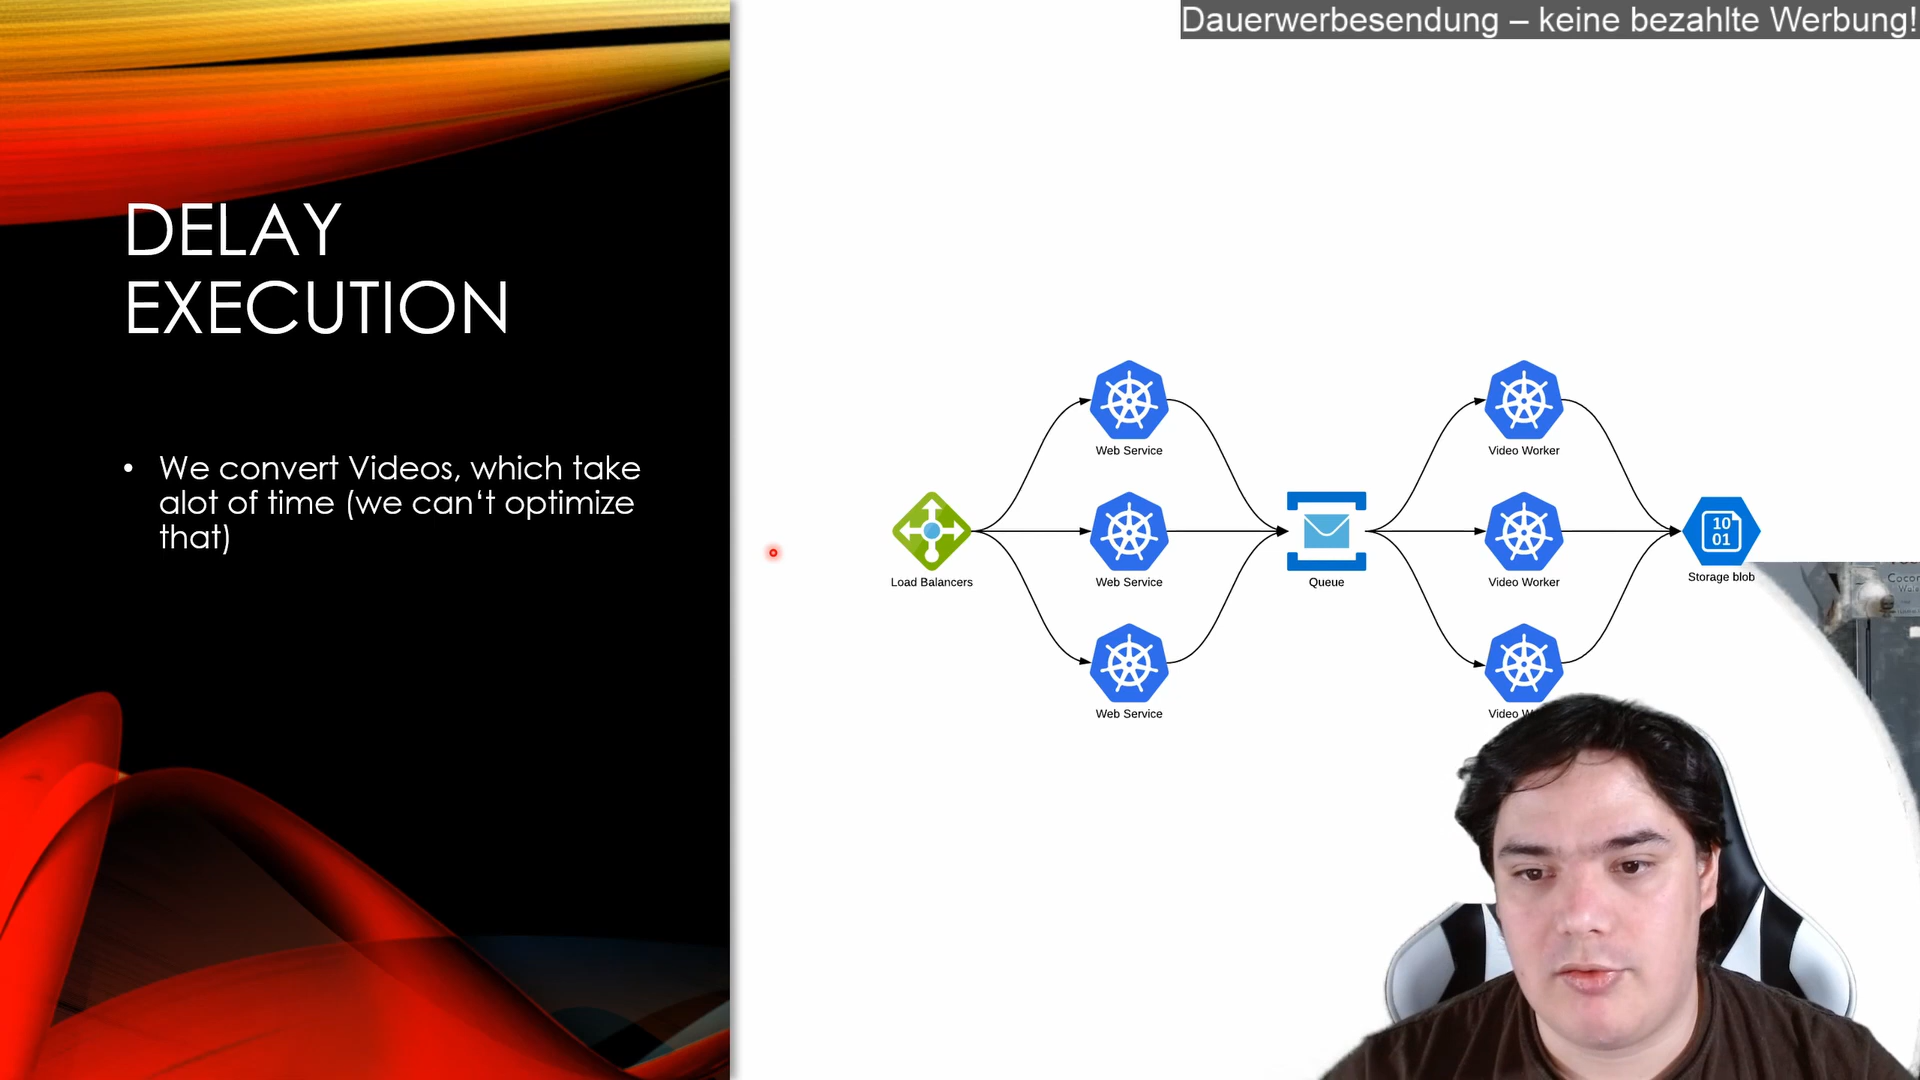 Dauerwerbesendung – keine bezahlte Werbung!
DELAY
EXECUTION
• We convert Videos, which take
alot of time (we can‘t optimize
that)
Load Balancers
Web Service
Web Service
Web Service
Queue
Video Worker
Video Worker
Video
Storage blob
10
01